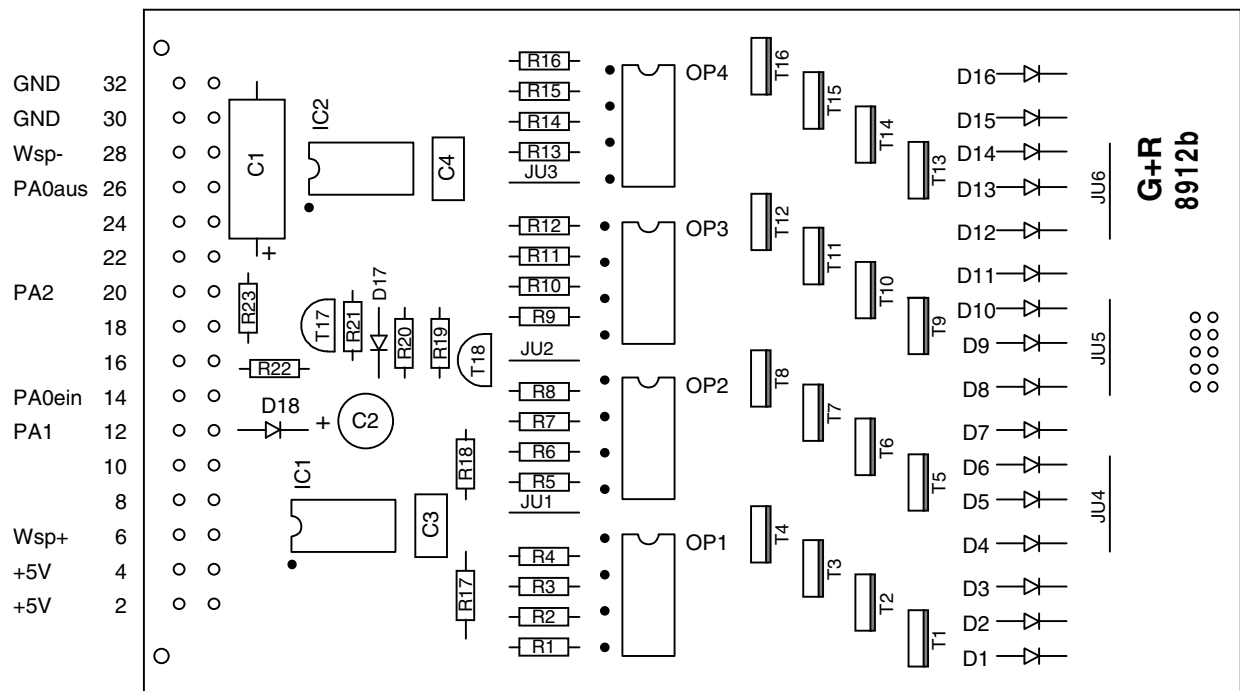 GND 32
GND 30
Wsp- 28
PA0aus 26
24
22
PA2 20
18
16
PA0ein 14
PA1 12
10
8
Wsp+ 6
+5V 4
+5V 2
C1
+
IC2
C4
R23
T17
R21
D17
R20
R19
T18
R22
D18
+
C2
IC1
C3
R18
R17
R16
R15
R14
R13
JU3
R12
R11
R10
R9
JU2
R8
R7
R6
R5
JU1
R4
R3
R2
R1
OP4
OP3
OP2
OP1
T16
T15
T14
T13
T12
T11
T10
T9
T8
T7
T6
T5
T4
T3
T2
T1
D16
D15
D14
D13
D12
D11
D10
D9
D8
D7
D6
D5
D4
D3
D2
D1
JU6
JU5
JU4
G+R
8912b